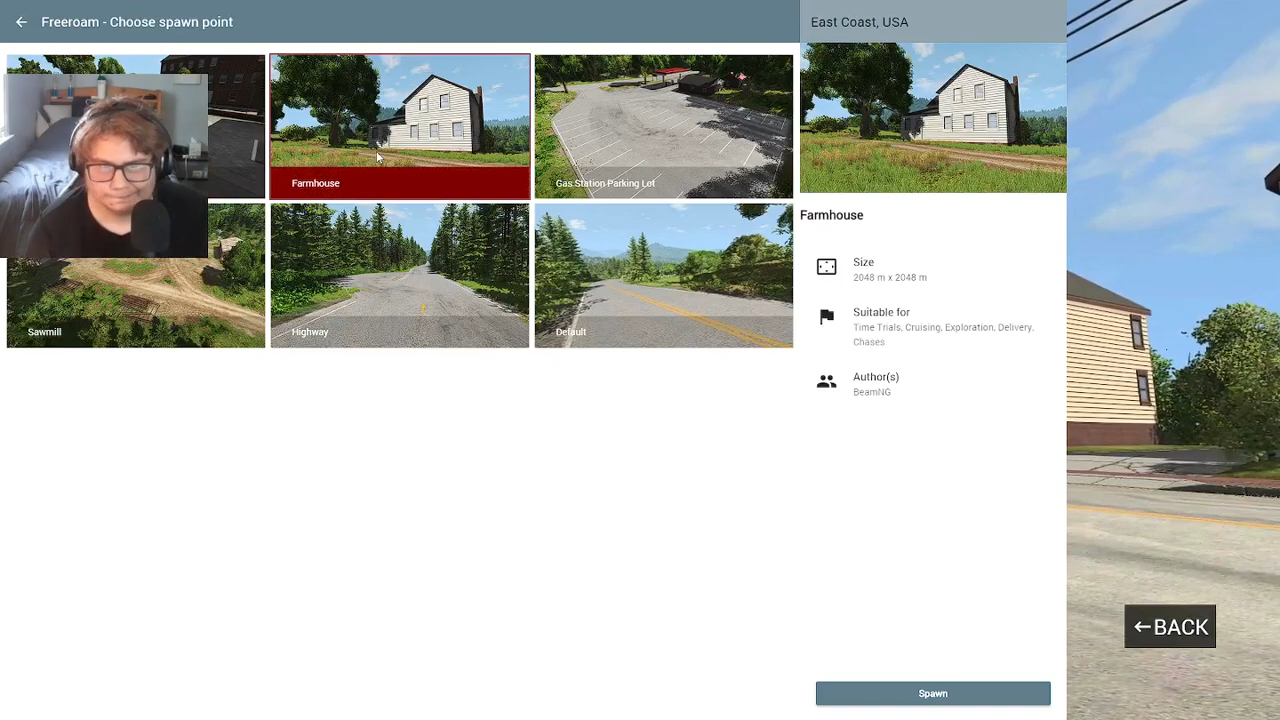 Freeroam - Choose spawn point
East Coast, USA
Farmhouse
Gas Station Parking Lot
Sawmill
Highway
Default
Farmhouse
Size
2048 m x 2048 m
Suitable for
Time Trials, Cruising, Exploration, Delivery,
Chases
Author(s)
BeamNG
←BACK
Spawn